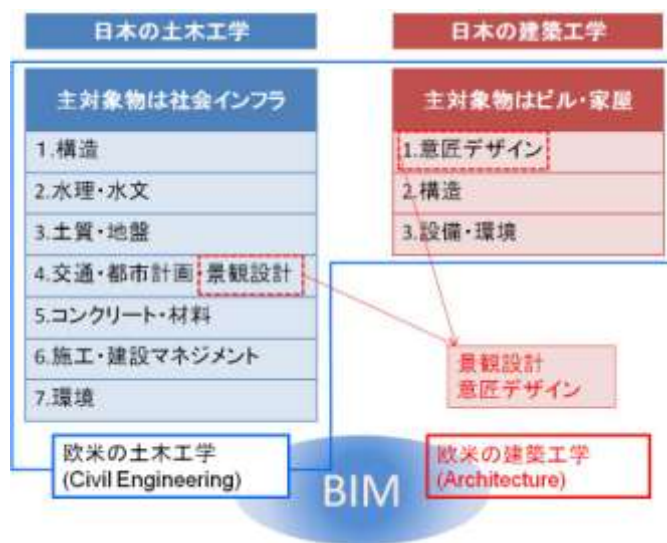 日本の土木工学
日本の建築工学
主対象物は社会インフラ
1.構造
2.水理・水文
3.土質・地盤
4.交通・都市計画・景観設計
5.コンクリート・材料
6.施工・建設マネジメント
7.環境
主対象物はビル・家屋
1.意匠デザイン
2.構造
3.設備・環境
景観設計
意匠デザイン
欧米の土木工学
(Civil Engineering)
BIM
欧米の建築工学
(Architecture)